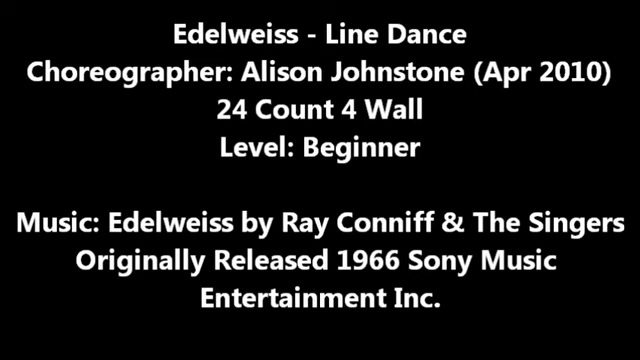 Edelweiss - Line Dance
Choreographer: Alison Johnstone (Apr 2010)
24 Count 4 Wall
Level: Beginner
Music: Edelweiss by Ray Conniff & The Singers
Originally Released 1966 Sony Music
Entertainment Inc.